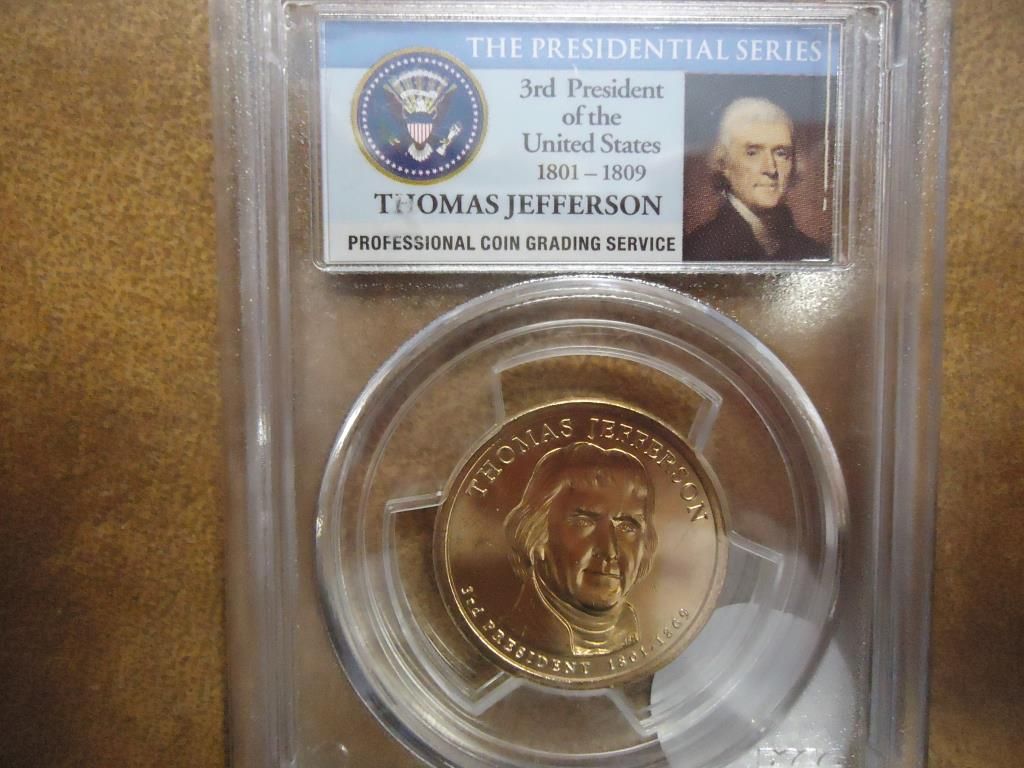 THE PRESIDENTIAL SERIES
3rd President
of the
United States
1801 – 1809
THOMAS JEFFERSON
PROFESSIONAL COIN GRADING SERVICE
THOMAS JEFFERSON
3rd PRESIDENT 1801-1809